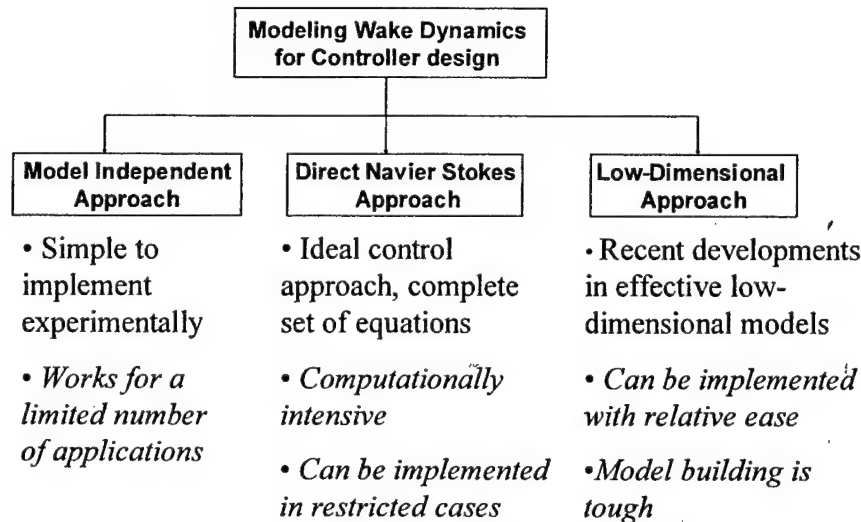 Modeling Wake Dynamics
for Controller design
Model Independent
Approach
• Simple to
implement
experimentally
• Works for a
limited number
of applications
Direct Navier Stokes
Approach
• Ideal control
approach, complete
set of equations
• Computationally
intensive
• Can be implemented
in restricted cases
Low-Dimensional
Approach
• Recent developments
in effective low-
dimensional models
• Can be implemented
with relative ease
•Model building is
tough